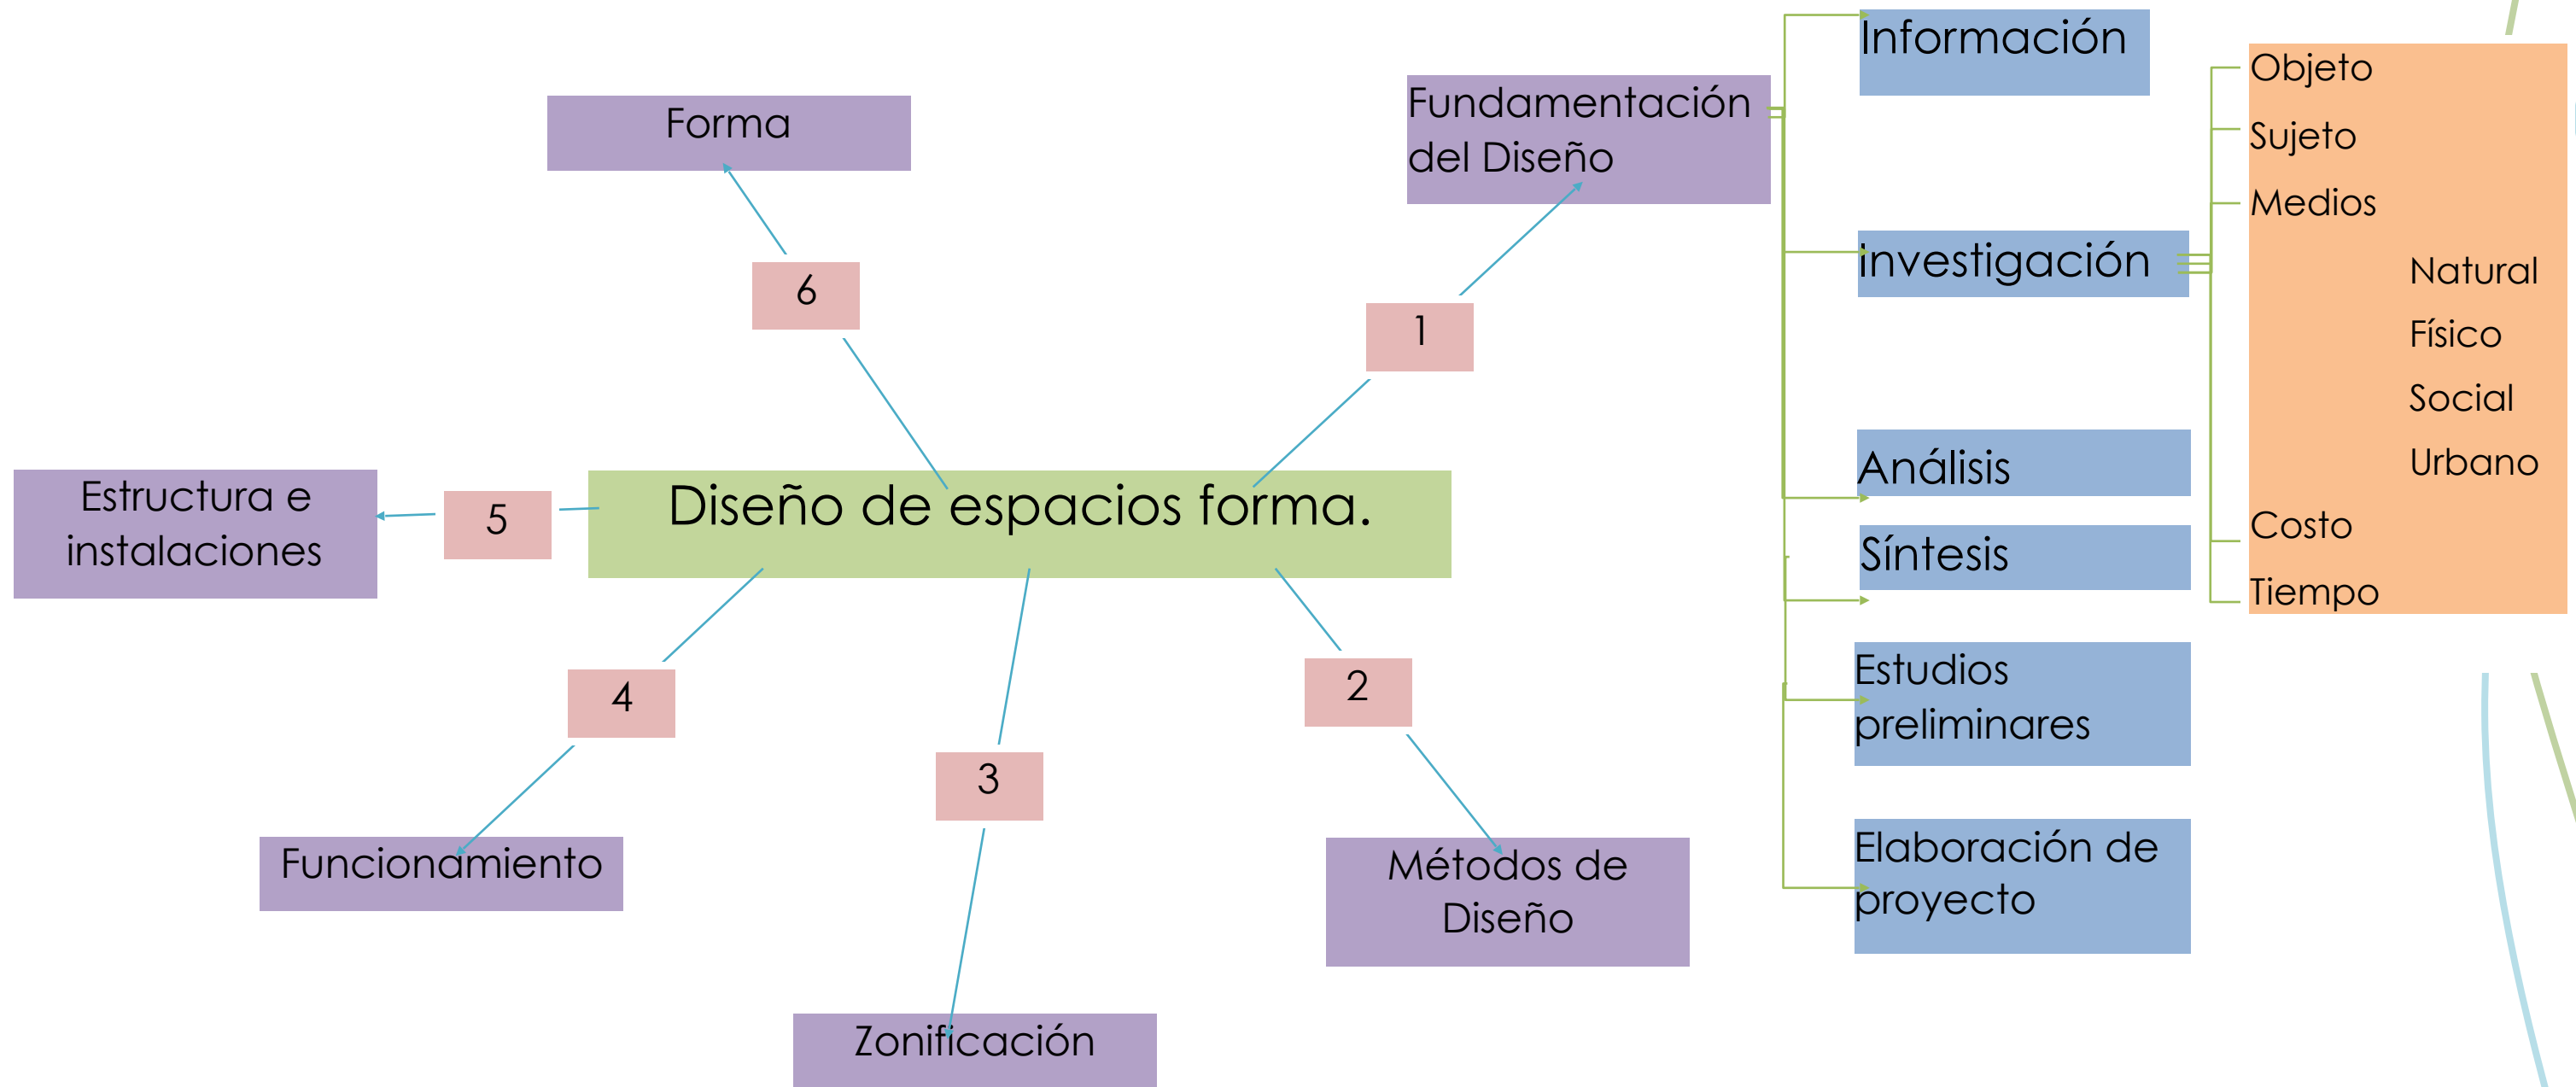 Forma
6
Fundamentación
del Diseño
1
Diseño de espacios forma.
Estructura e
instalaciones
5
4
Funcionamiento
3
Zonificación
2
Métodos de
Diseño
Información
Investigación
Análisis
Síntesis
Estudios
preliminares
Elaboración de
proyecto
Objeto
Sujeto
Medios
Natural
Físico
Social
Urbano
Costo
Tiempo